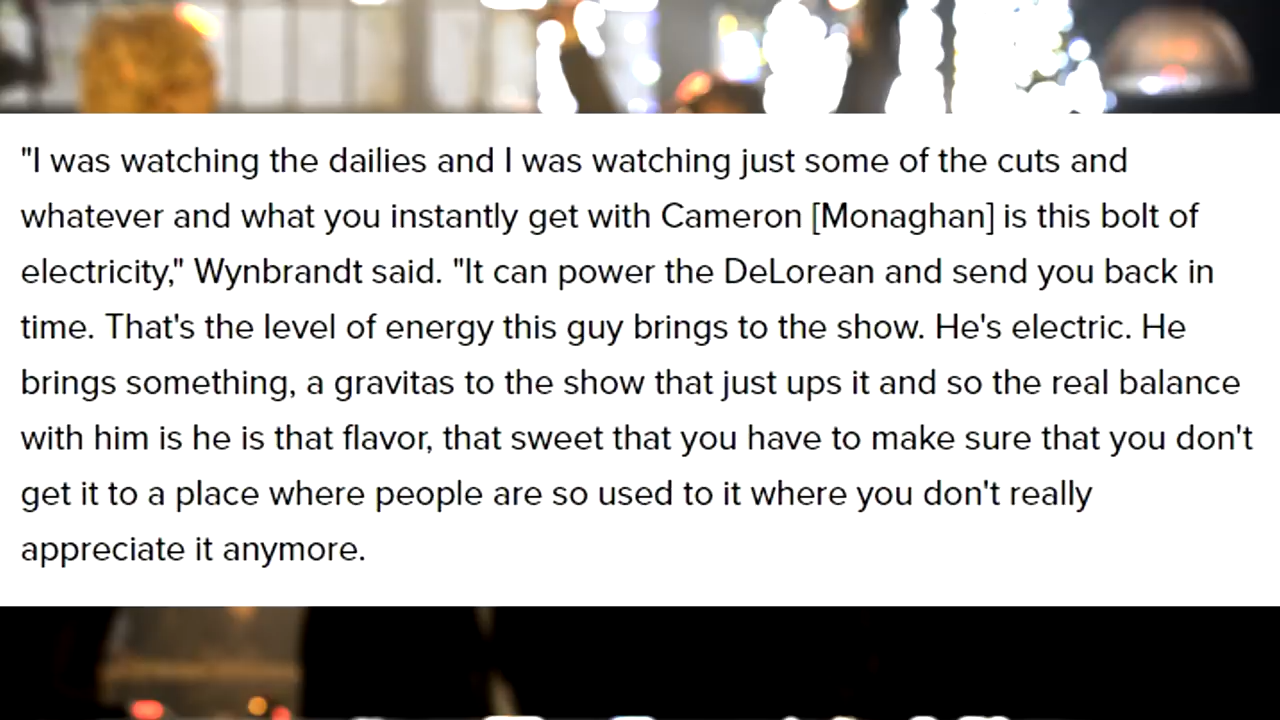 "I was watching the dailies and I was watching just some of the cuts and
whatever and what you instantly get with Cameron [Monaghan] is this bolt of
electricity," Wynbrandt said. "It can power the DeLorean and send you back in
time. That's the level of energy this guy brings to the show. He's electric. He
brings something, a gravitas to the show that just ups it and so the real balance
with him is he is that flavor, that sweet that you have to make sure that you don't
get it to a place where people are so used to it where you don't really
appreciate it anymore.